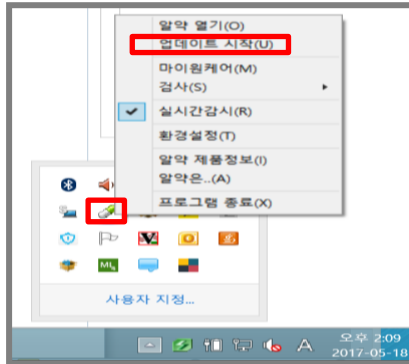 알약 열기(O)
업데이트 시작(U)
마이원케어(M)
검사(S)
실시간감시(R)
환경설정(T)
알약 제품정보(I)
알약은..(A)
프로그램 종료(X)
사용자 지정...
A
오후 2:09
2017-05-18